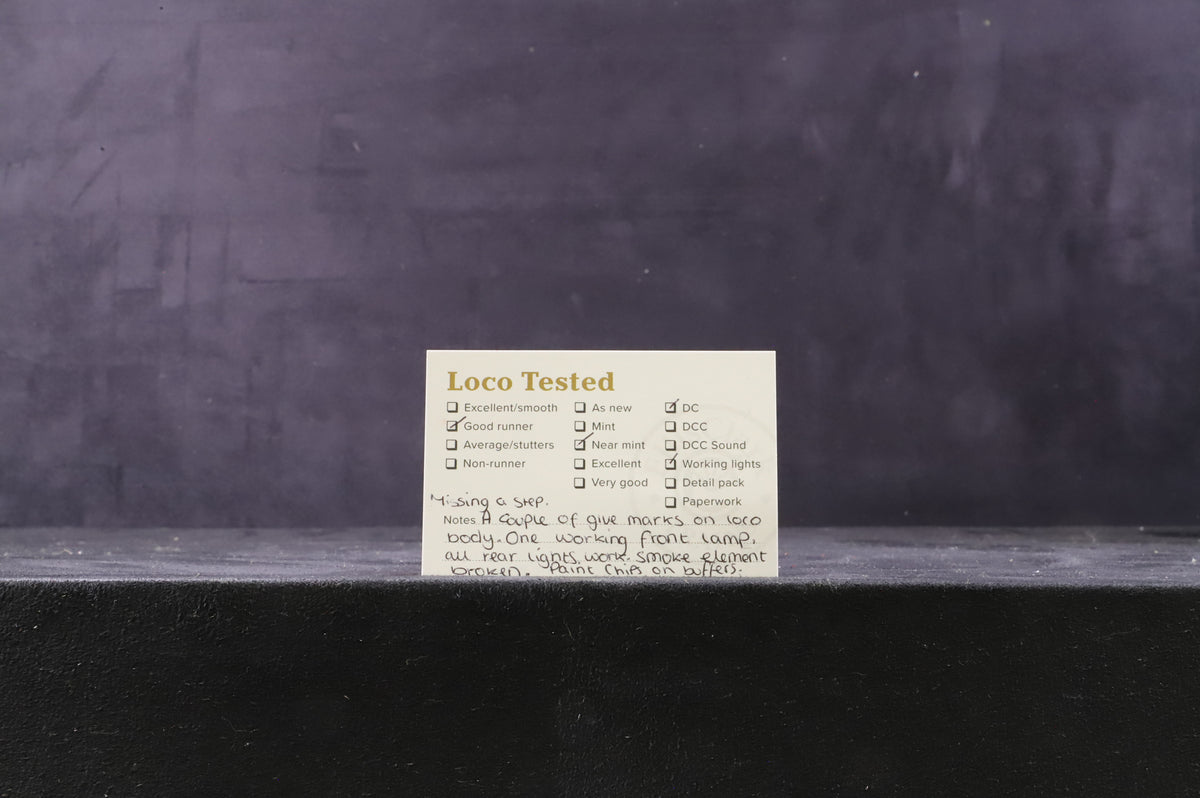 Loco Tested
☐ Excellent/smooth ☐ As new ☑ DC
☑ Good runner ☐ Mint ☐ DCC
☐ Average/stutters ☑ Near mint ☐ DCC Sound
☐ Non-runner ☐ Excellent ☑ Working lights
☐ Very good ☐ Detail pack
Missing a step. ☐ Paperwork
Notes A couple of give marks on loco
body. One working front lamp.
all rear lights work. Smoke element
broken. Paint Chips on buffers.